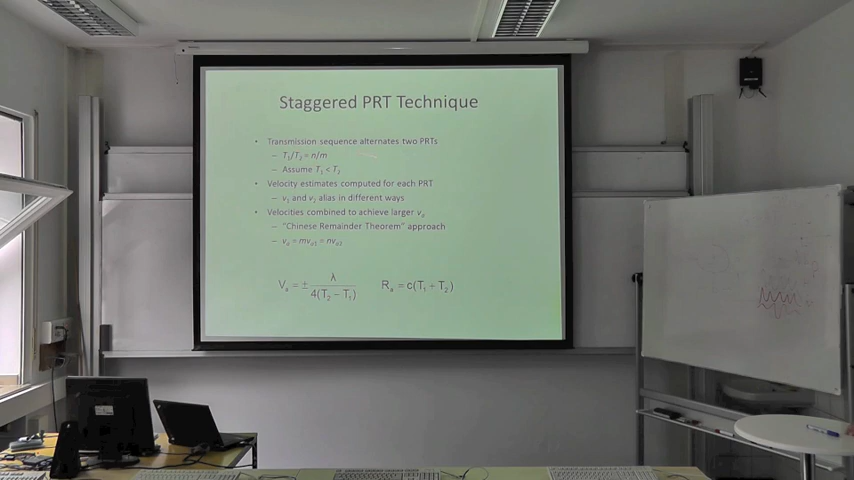 Staggered PRT Technique
• Transmission sequence alternates two PRTs
– T₁/T₂ = n/m
– Assume T₁ < T₂
• Velocity estimates computed for each PRT
– v₁ and v₂ alias in different ways
• Velocities combined to achieve larger vₐ
– "Chinese Remainder Theorem" approach
– vₐ = mvₐ₁ = nvₐ₂
Vₐ = ± λ / 4(T₂ − T₁) Rₐ = c(T₁ + T₂)